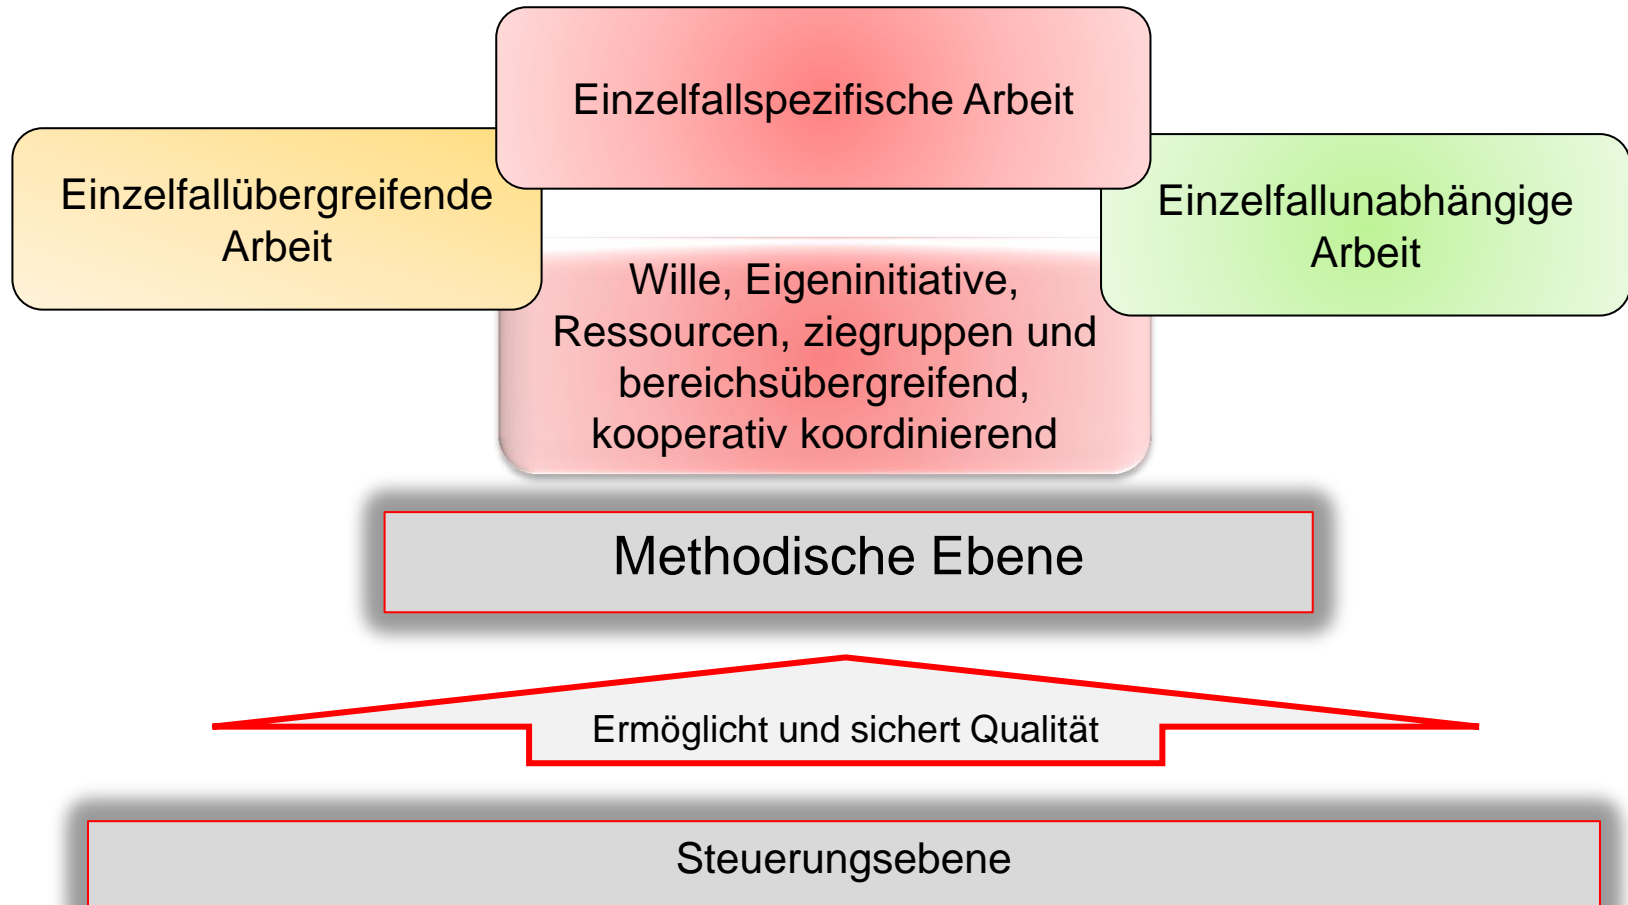 Einzelfallspezifische Arbeit
Einzelfallübergreifende
Arbeit
Einzelfallunabhängige
Arbeit
Wille, Eigeninitiative,
Ressourcen, ziegruppen und
bereichsübergreifend,
kooperativ koordinierend
Methodische Ebene
Ermöglicht und sichert Qualität
Steuerungsebene